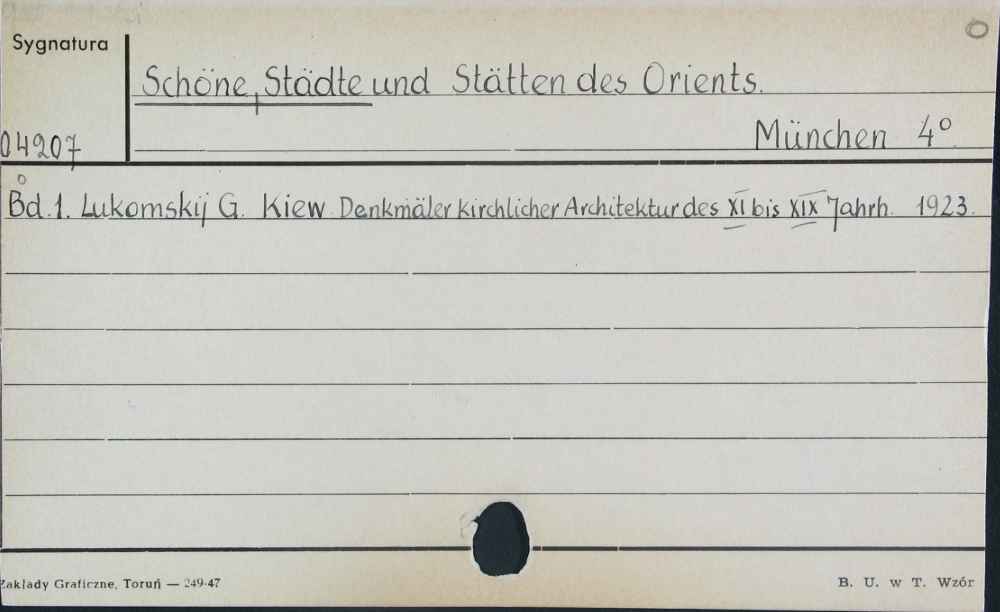 Sygnatura
Schöne Städte und Stätten des Orients.
04207
München 4°
Bd. 1. Lukomskij G. Kiew. Denkmäler kirchlicher Architektur des XI bis XIX Jahrh. 1923.
Zakłady Graficzne, Toruń — 249-47
B. U. w T. Wzór